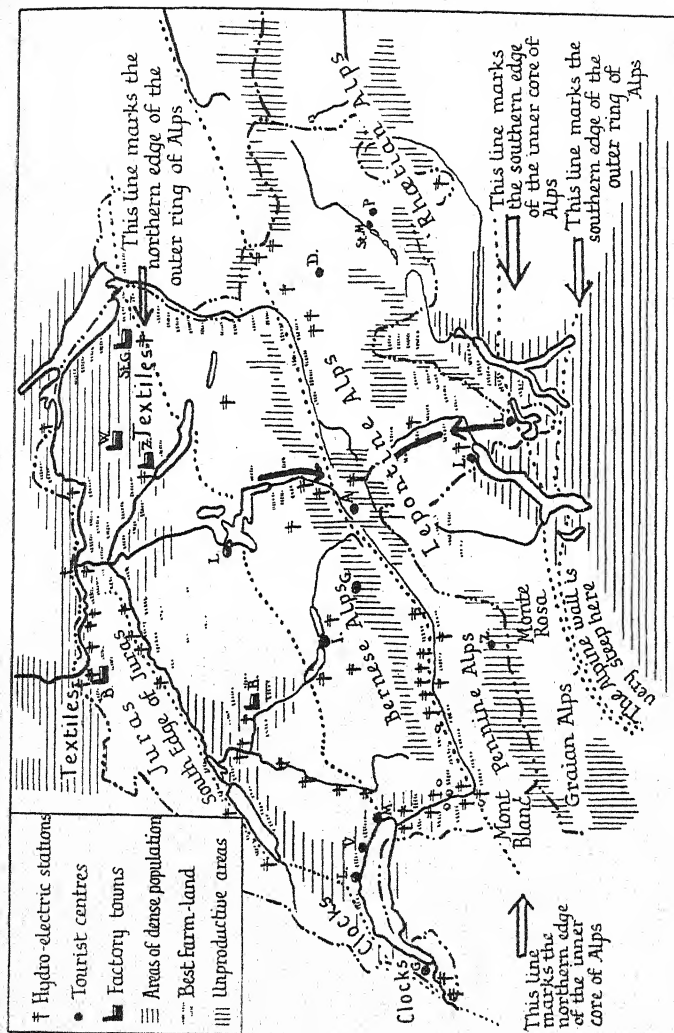 Hydro-electric stations
Tourist centres
Factory towns
Areas of dense population
Best farm-land
Unproductive areas
This line marks the
northern edge of the
outer ring of Alps
Textiles
B.
Juras
South Edge of Juras
W.
St.G
Z
Textiles
L.
D.
St.M.
P
Rhætian Alps
Lepontine Alps
A
Bernese Alps
G.
I
B.
Clocks
L
V
Clocks
G
Pennine Alps
Z
Monte
Rosa
Mont
Blanc
Graian Alps
L
L
The Alpine wall is
very steep here
This line
marks the
northern edge
of the inner
core of Alps
This line marks
the southern edge
of the inner core of
Alps
This line marks the
southern edge of the
outer ring of
Alps